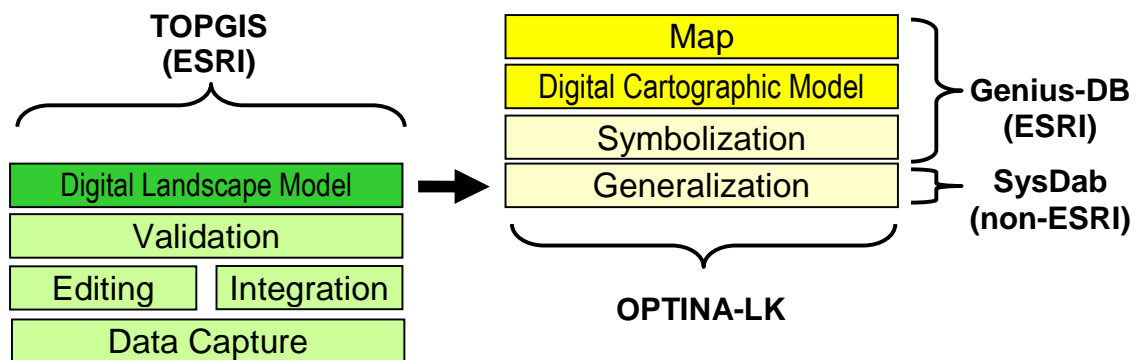 TOPGIS
(ESRI)
Digital Landscape Model
Validation
Editing
Integration
Data Capture
Map
Digital Cartographic Model
Symbolization
Generalization
OPTINA-LK
Genius-DB
(ESRI)
SysDab
(non-ESRI)